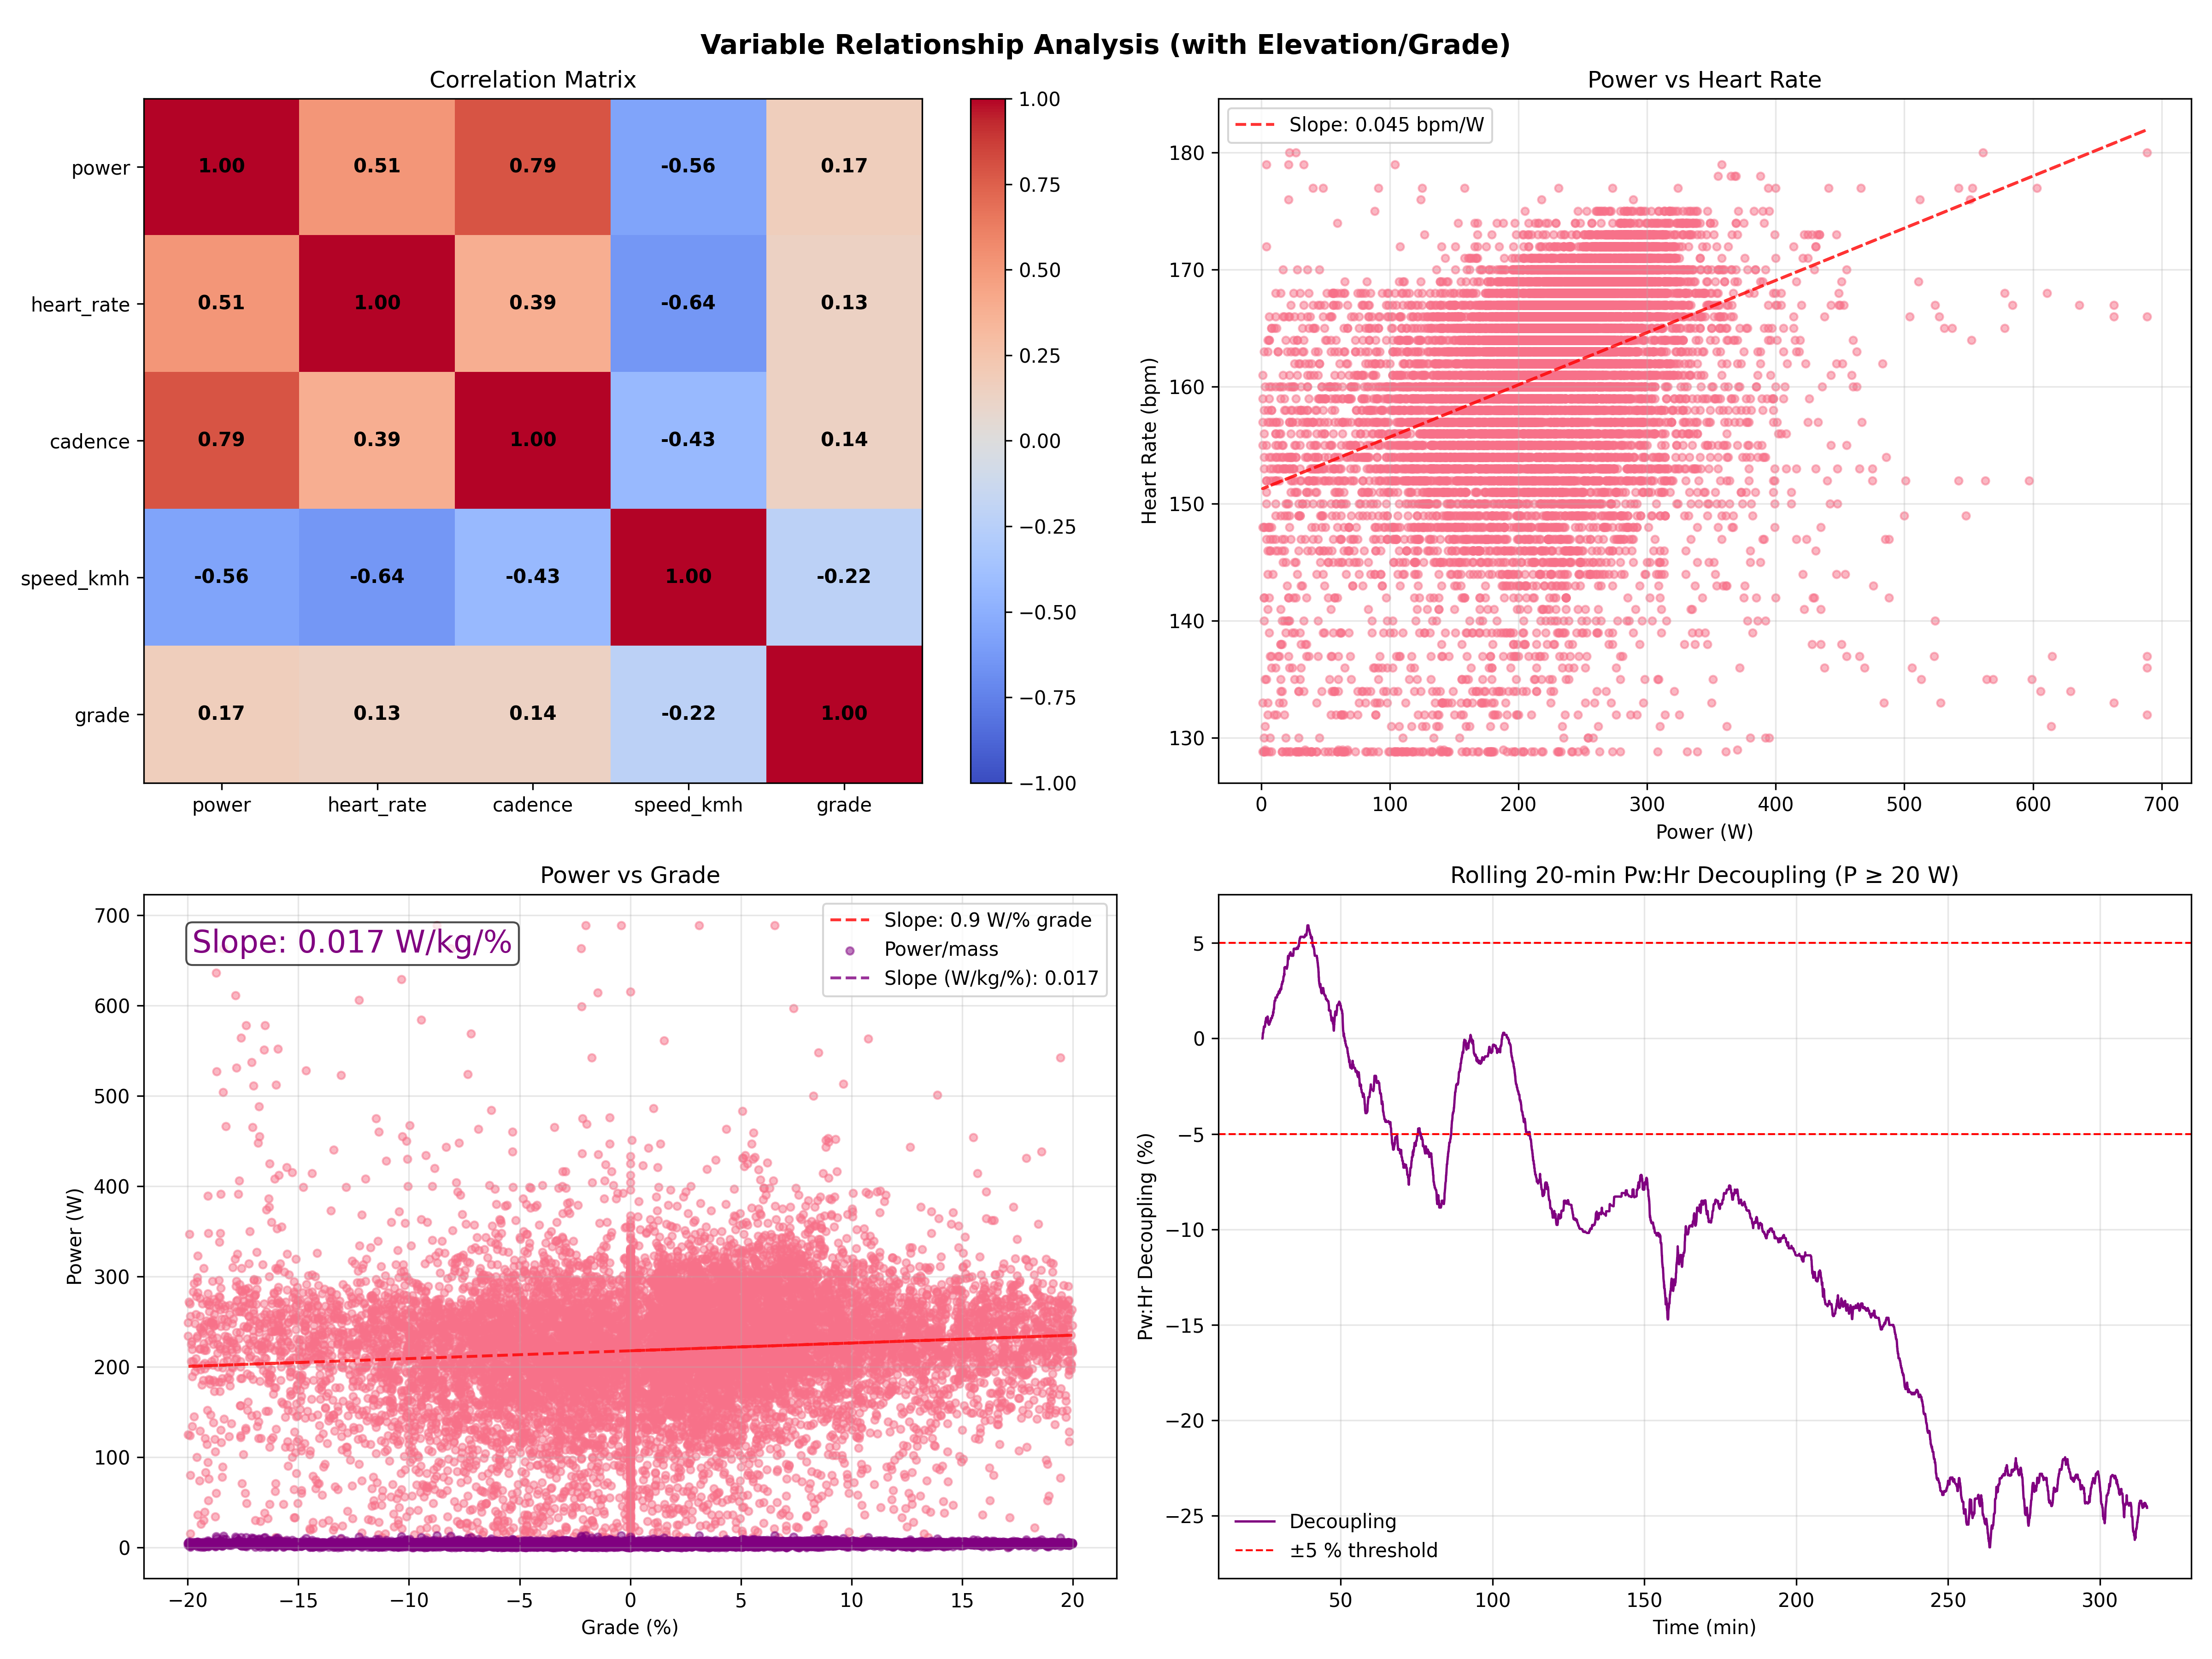 Variable Relationship Analysis (with Elevation/Grade)
Correlation Matrix
power
heart_rate
cadence
speed_kmh
grade
1.00 0.51 0.79 -0.56 0.17
0.51 1.00 0.39 -0.64 0.13
0.79 0.39 1.00 -0.43 0.14
-0.56 -0.64 -0.43 1.00 -0.22
0.17 0.13 0.14 -0.22 1.00
power heart_rate cadence speed_kmh grade
1.00
0.75
0.50
0.25
0.00
−0.25
−0.50
−0.75
−1.00
Power vs Heart Rate
Slope: 0.045 bpm/W
Heart Rate (bpm)
180
170
160
150
140
130
0 100 200 300 400 500 600 700
Power (W)
Power vs Grade
Slope: 0.017 W/kg/%
Slope: 0.9 W/% grade
Power/mass
Slope (W/kg/%): 0.017
Power (W)
700
600
500
400
300
200
100
0
−20 −15 −10 −5 0 5 10 15 20
Grade (%)
Rolling 20-min Pw:Hr Decoupling (P ≥ 20 W)
Pw:Hr Decoupling (%)
5
0
−5
−10
−15
−20
−25
Decoupling
±5 % threshold
50 100 150 200 250 300
Time (min)